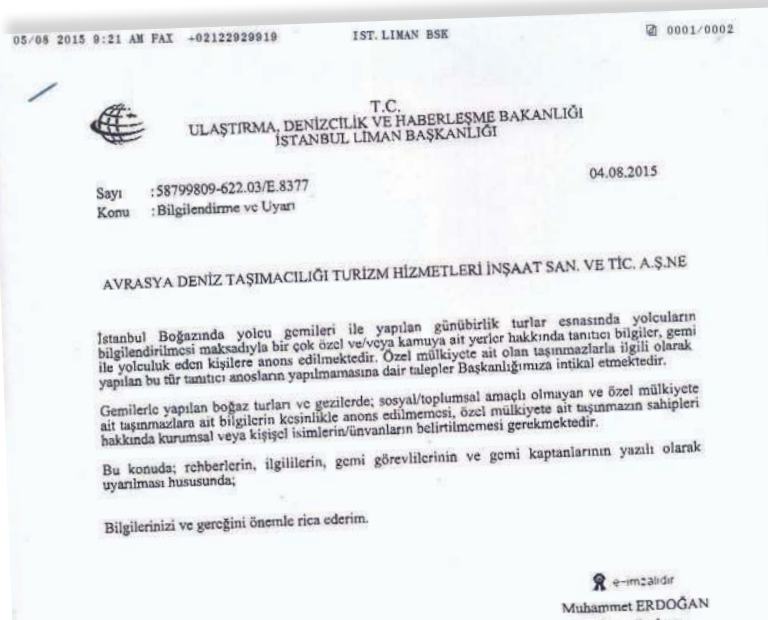 05/08 2015 9:21 AM FAX +02122929919 IST. LIMAN BSK 0001/0002
T.C.
ULAŞTIRMA, DENİZCİLİK VE HABERLEŞME BAKANLIĞI
İSTANBUL LİMAN BAŞKANLIĞI
Sayı :58799809-622.03/E.8377 04.08.2015
Konu : Bilgilendirme ve Uyarı
AVRASYA DENİZ TAŞIMACILIĞI TURİZM HİZMETLERİ İNŞAAT SAN. VE TİC. A.Ş.NE
İstanbul Boğazında yolcu gemileri ile yapılan günübirlik turlar esnasında yolcuların
bilgilendirilmesi maksadıyla bir çok özel ve/veya kamuya ait yerler hakkında tanıtıcı bilgiler, gemi
ile yolculuk eden kişilere anons edilmektedir. Özel mülkiyete ait olan taşınmazlarla ilgili olarak
yapılan bu tür tanıtıcı anosların yapılmamasına dair talepler Başkanlığımıza intikal etmektedir.
Gemilerle yapılan boğaz turları ve gezilerde; sosyal/toplumsal amaçlı olmayan ve özel mülkiyete
ait taşınmazlara ait bilgilerin kesinlikle anons edilmemesi, özel mülkiyete ait taşınmazın sahipleri
hakkında kurumsal veya kişişel isimlerin/ünvanların belirtilmemesi gerekmektedir.
Bu konuda; rehberlerin, ilgililerin, gemi görevlilerinin ve gemi kaptanlarının yazılı olarak
uyarılması hususunda;
Bilgilerinizi ve gereğini önemle rica ederim.
e-imzalıdır
Muhammet ERDOĞAN